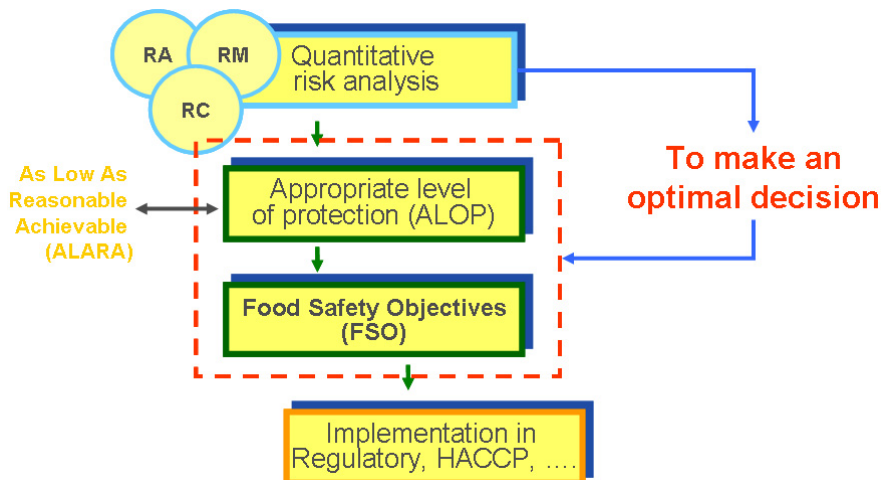 RA
RM
RC
Quantitative
risk analysis
As Low As
Reasonable
Achievable
(ALARA)
Appropriate level
of protection (ALOP)
To make an
optimal decision
Food Safety Objectives
(FSO)
Implementation in
Regulatory, HACCP, ....